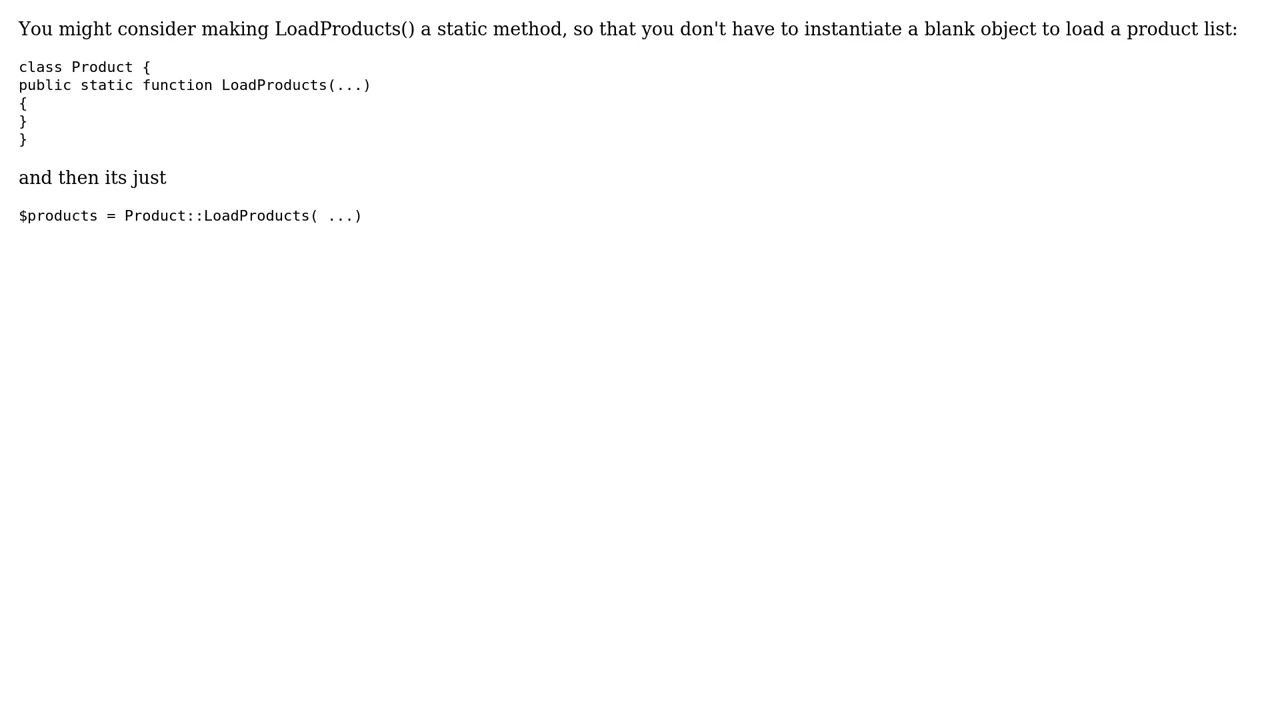 You might consider making LoadProducts() a static method, so that you don't have to instantiate a blank object to load a product list:
class Product {
public static function LoadProducts(...)
{
}
}
and then its just
$products = Product::LoadProducts( ...)